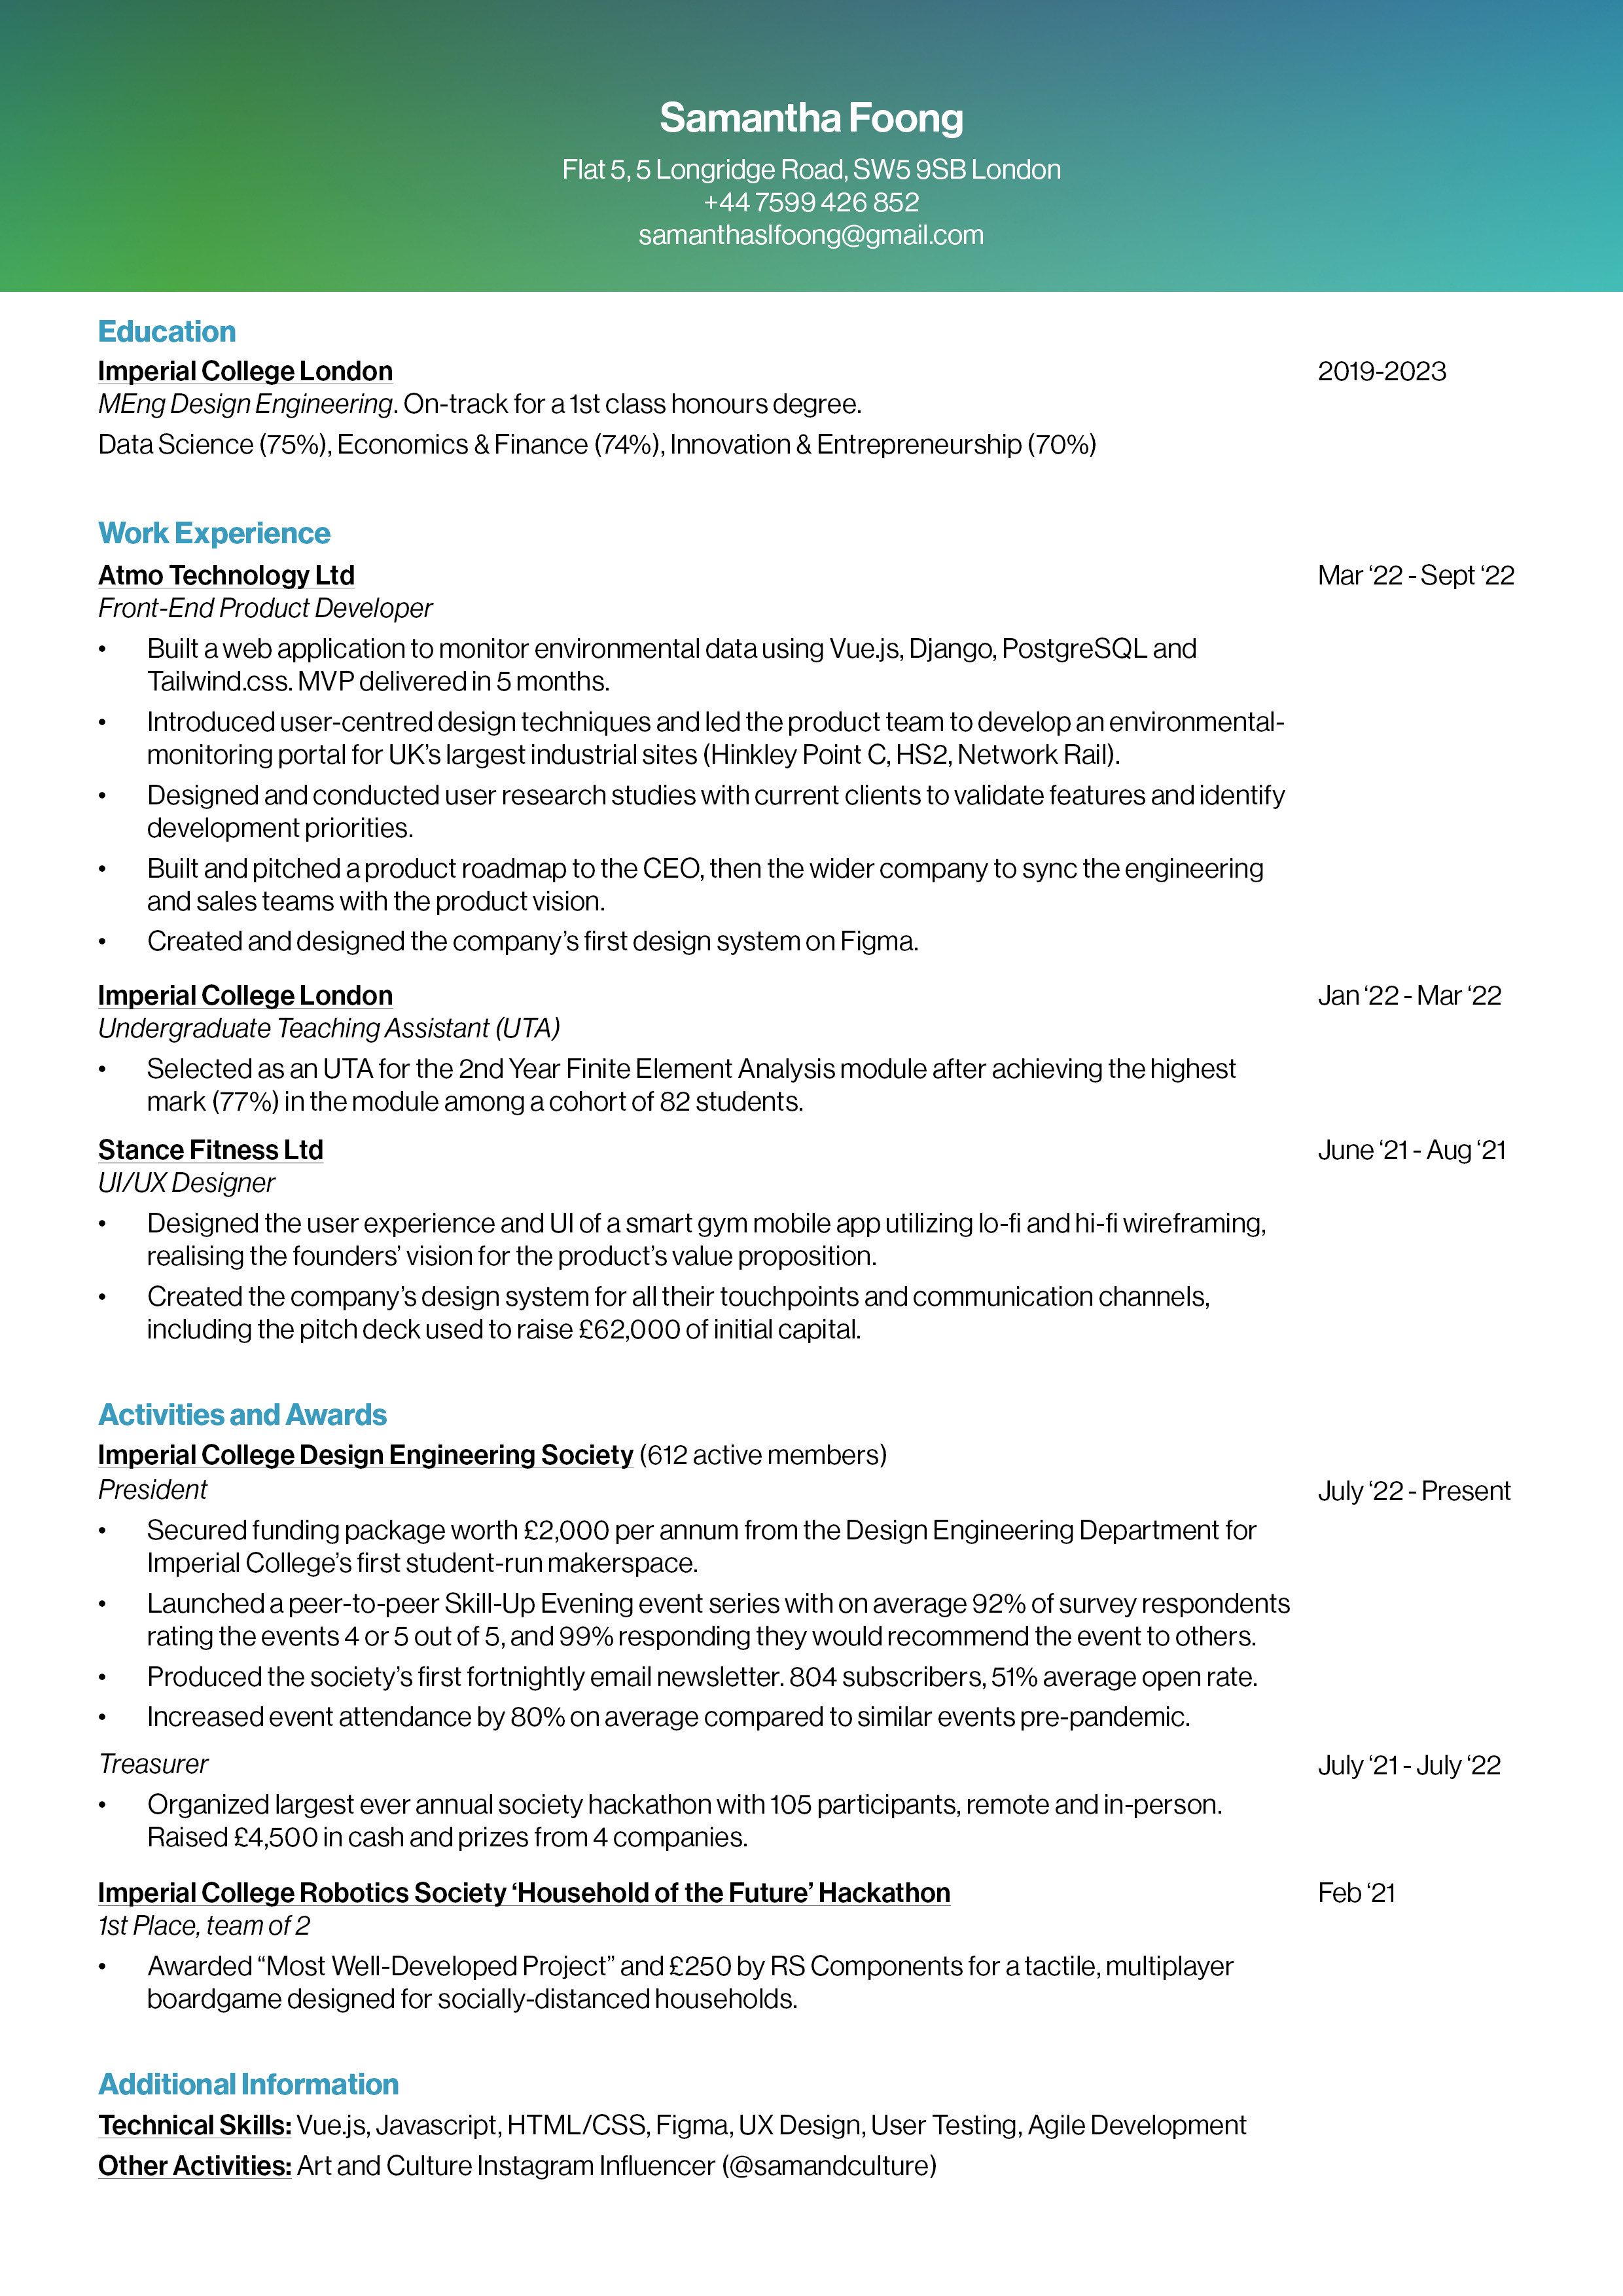 Samantha Foong
Flat 5, 5 Longridge Road, SW5 9SB London
+44 7599 426 852
samanthaslfoong@gmail.com
Education
Imperial College London 2019-2023
MEng Design Engineering. On-track for a 1st class honours degree.
Data Science (75%), Economics & Finance (74%), Innovation & Entrepreneurship (70%)
Work Experience
Atmo Technology Ltd Mar ‘22 - Sept ‘22
Front-End Product Developer
• Built a web application to monitor environmental data using Vue.js, Django, PostgreSQL and
Tailwind.css. MVP delivered in 5 months.
• Introduced user-centred design techniques and led the product team to develop an environmental-
monitoring portal for UK’s largest industrial sites (Hinkley Point C, HS2, Network Rail).
• Designed and conducted user research studies with current clients to validate features and identify
development priorities.
• Built and pitched a product roadmap to the CEO, then the wider company to sync the engineering
and sales teams with the product vision.
• Created and designed the company’s first design system on Figma.
Imperial College London Jan ‘22 - Mar ‘22
Undergraduate Teaching Assistant (UTA)
• Selected as an UTA for the 2nd Year Finite Element Analysis module after achieving the highest
mark (77%) in the module among a cohort of 82 students.
Stance Fitness Ltd June ‘21 - Aug ‘21
UI/UX Designer
• Designed the user experience and UI of a smart gym mobile app utilizing lo-fi and hi-fi wireframing,
realising the founders’ vision for the product’s value proposition.
• Created the company’s design system for all their touchpoints and communication channels,
including the pitch deck used to raise £62,000 of initial capital.
Activities and Awards
Imperial College Design Engineering Society (612 active members)
President July ‘22 - Present
• Secured funding package worth £2,000 per annum from the Design Engineering Department for
Imperial College’s first student-run makerspace.
• Launched a peer-to-peer Skill-Up Evening event series with on average 92% of survey respondents
rating the events 4 or 5 out of 5, and 99% responding they would recommend the event to others.
• Produced the society’s first fortnightly email newsletter. 804 subscribers, 51% average open rate.
• Increased event attendance by 80% on average compared to similar events pre-pandemic.
Treasurer July ‘21 - July ‘22
• Organized largest ever annual society hackathon with 105 participants, remote and in-person.
Raised £4,500 in cash and prizes from 4 companies.
Imperial College Robotics Society ‘Household of the Future’ Hackathon Feb ‘21
1st Place, team of 2
• Awarded “Most Well-Developed Project” and £250 by RS Components for a tactile, multiplayer
boardgame designed for socially-distanced households.
Additional Information
Technical Skills: Vue.js, Javascript, HTML/CSS, Figma, UX Design, User Testing, Agile Development
Other Activities: Art and Culture Instagram Influencer (@samandculture)